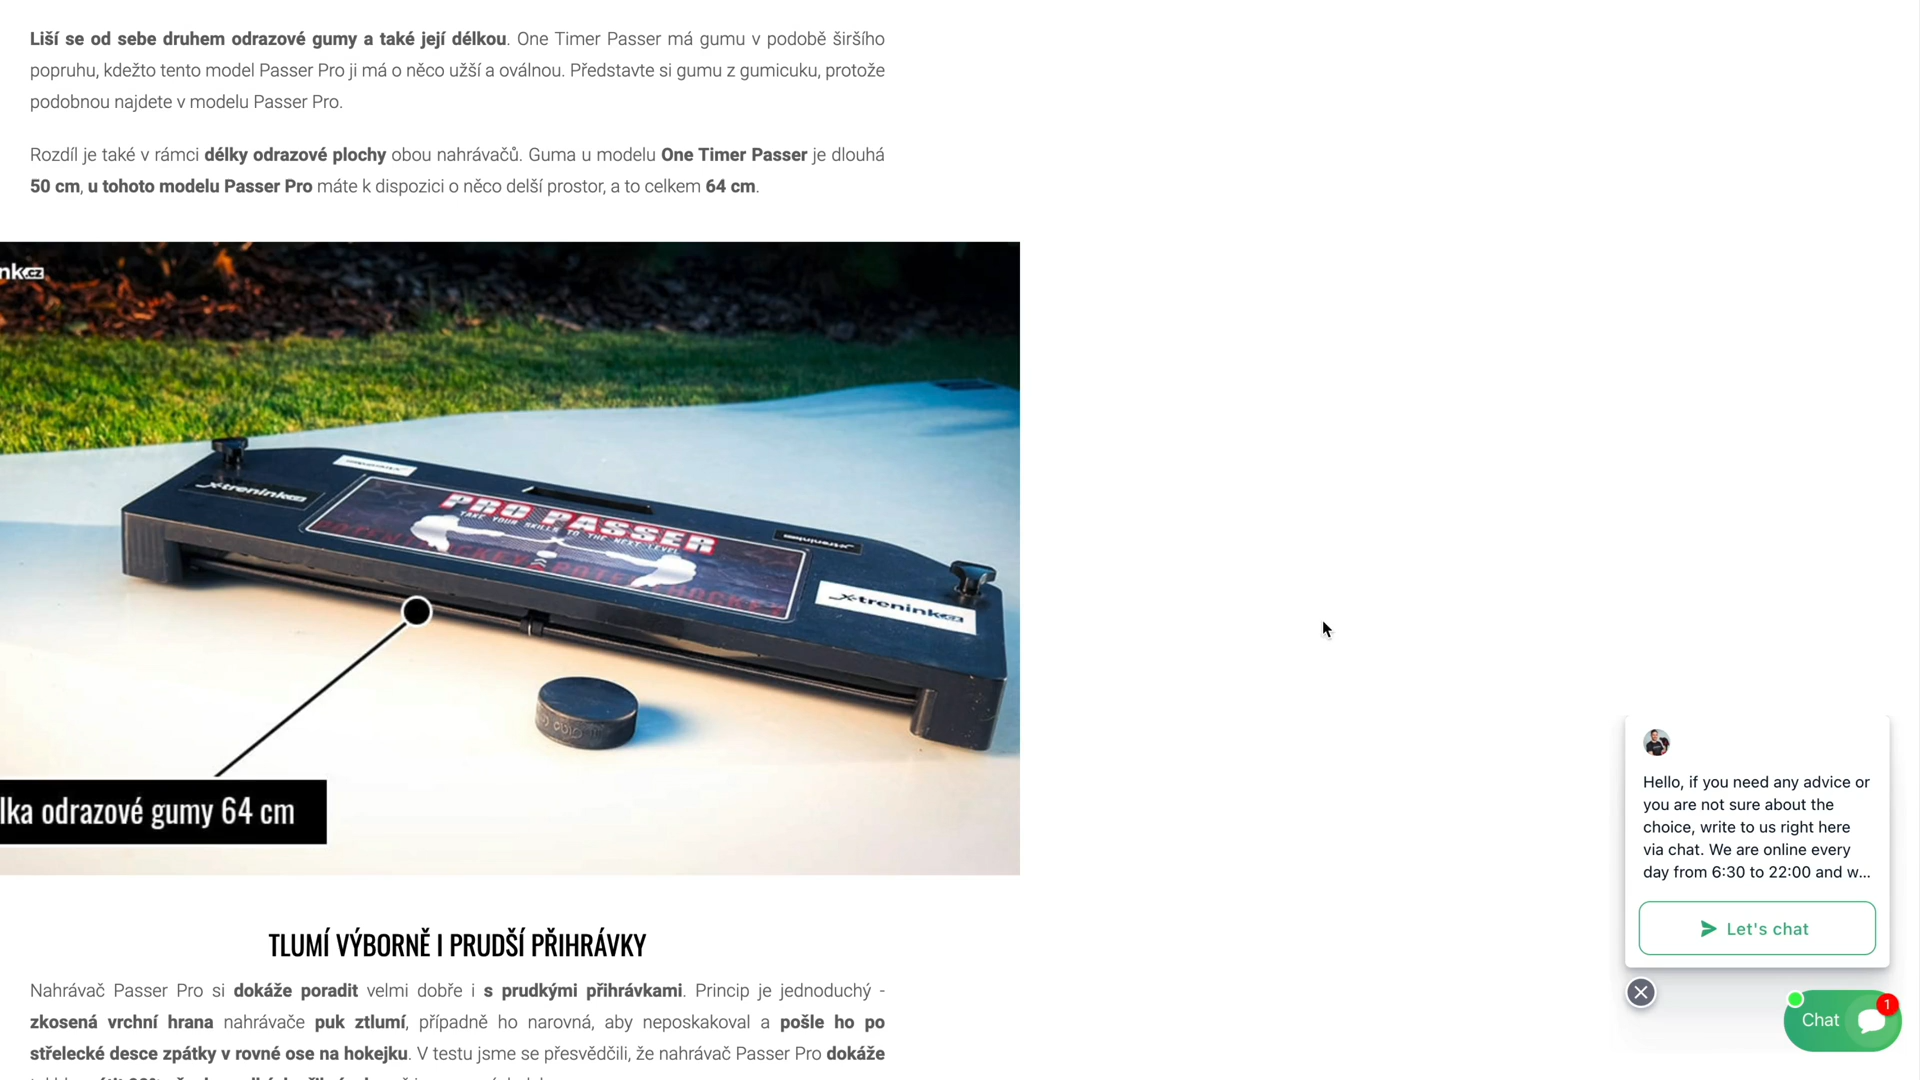 Liší se od sebe druhem odrazové gumy a také její délkou. One Timer Passer má gumu v podobě širšího
popruhu, kdežto tento model Passer Pro ji má o něco užší a oválnou. Představte si gumu z gumicuku, protože
podobnou najdete v modelu Passer Pro.
Rozdíl je také v rámci délky odrazové plochy obou nahrávačů. Guma u modelu One Timer Passer je dlouhá
50 cm, u tohoto modelu Passer Pro máte k dispozici o něco delší prostor, a to celkem 64 cm.
nk.cz
x-trenink.cz
PRO PASSER
TAKE YOUR SKILLS TO THE NEXT LEVEL
x-trenink.cz
lka odrazové gumy 64 cm
TLUMÍ VÝBORNĚ I PRUDŠÍ PŘIHRÁVKY
Nahrávač Passer Pro si dokáže poradit velmi dobře i s prudkými přihrávkami. Princip je jednoduchý -
zkosená vrchní hrana nahrávače puk ztlumí, případně ho narovná, aby neposkakoval a pošle ho po
střelecké desce zpátky v rovné ose na hokejku. V testu jsme se přesvědčili, že nahrávač Passer Pro dokáže
Hello, if you need any advice or
you are not sure about the
choice, write to us right here
via chat. We are online every
day from 6:30 to 22:00 and w...
Let's chat
Chat
1